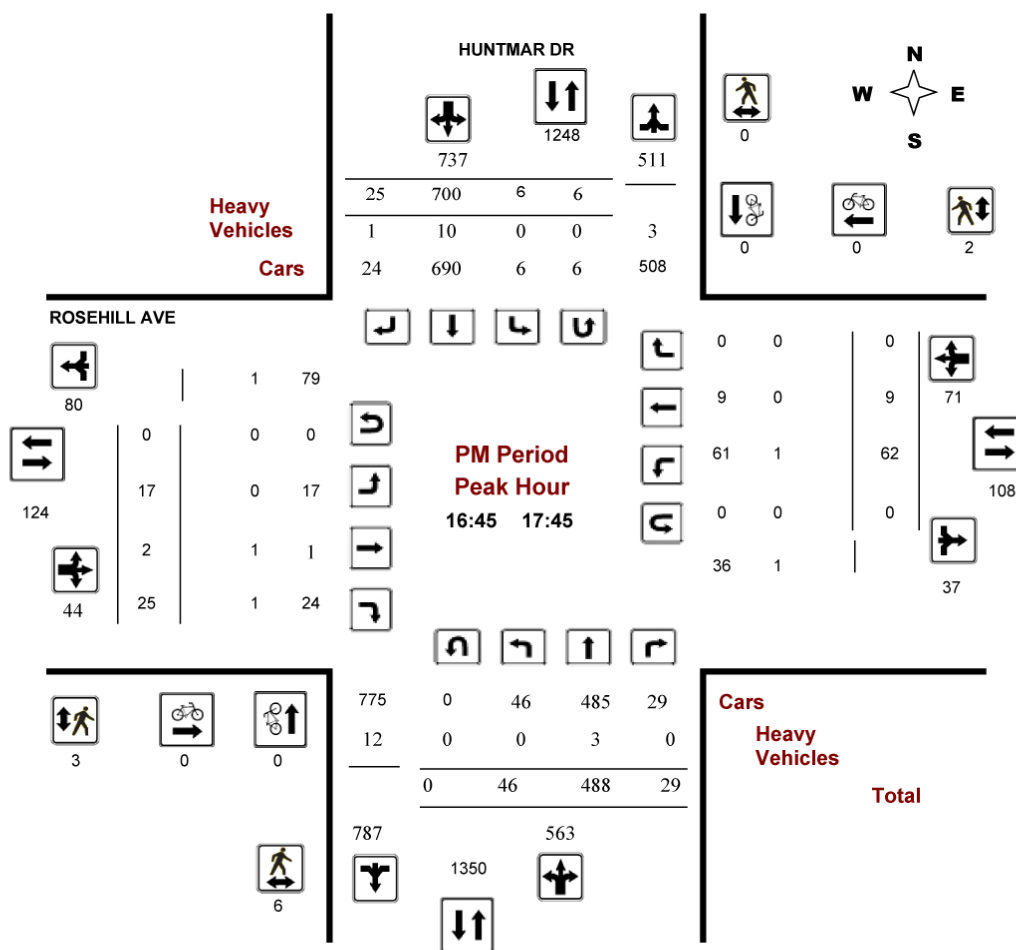 HUNTMAR DR
N
W E
S
1248
0
737 511
25 700 6 6
Heavy
Vehicles
1 10 0 0 3
0 0 2
Cars
24 690 6 6 508
ROSEHILL AVE
0 0 0
1 79
80
9 0 9 71
0 0 0
PM Period
61 1 62
Peak Hour
17 0 17
108
124
16:45 17:45
0 0 0
2 1 1
36 1
37
44
25 1 24
775 0 46 485 29
Cars
12 0 0 3 0
Heavy
Vehicles
3 0 0
0 46 488 29
Total
787 563
1350
6